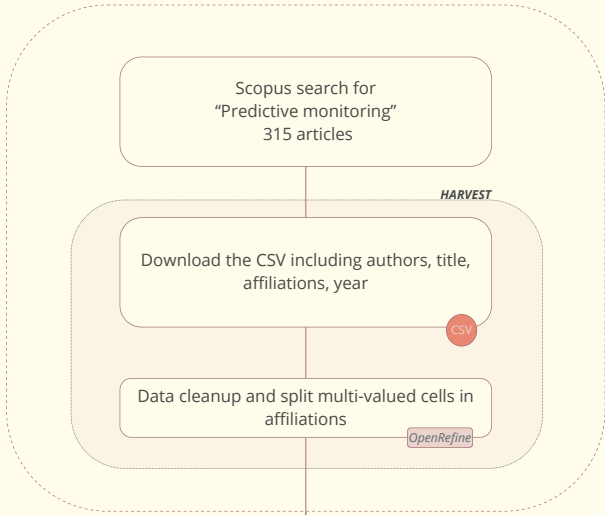 Scopus search for
“Predictive monitoring”
315 articles
HARVEST
Download the CSV including authors, title,
affiliations, year
CSV
Data cleanup and split multi-valued cells in
affiliations
OpenRefine